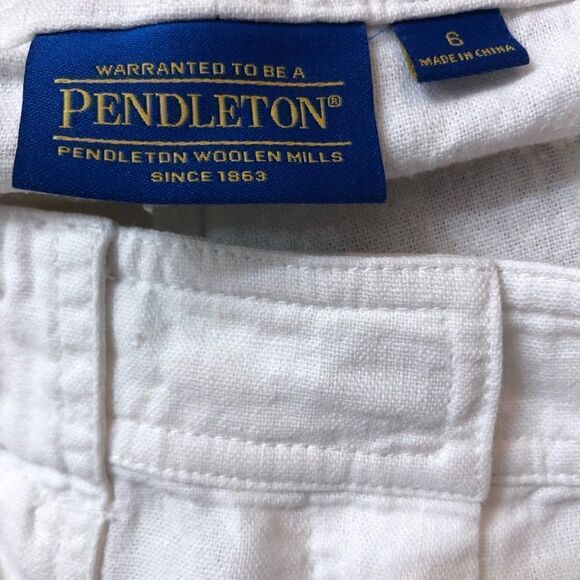 WARRANTED TO BE A
PENDLETON®
PENDLETON WOOLEN MILLS
SINCE 1863
6
MADE IN CHINA